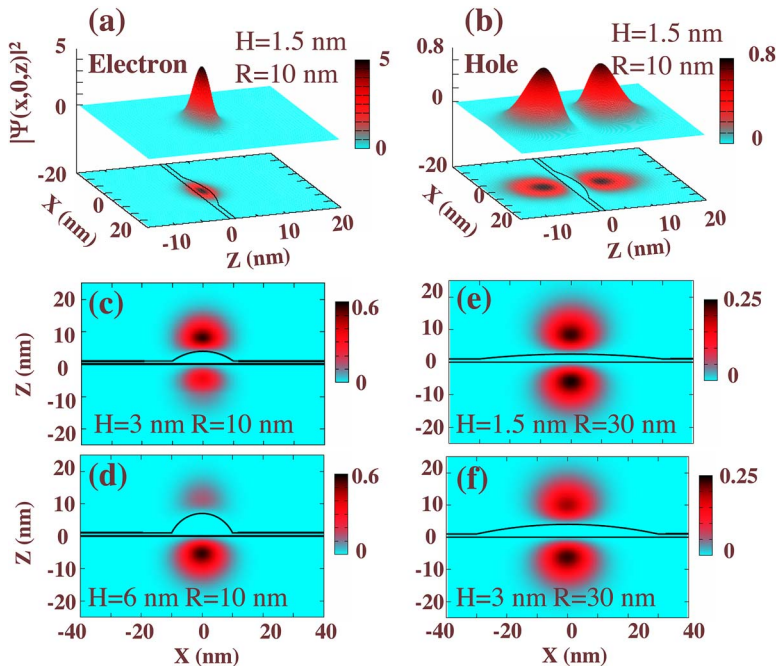 (a)
5
Electron
H=1.5 nm
R=10 nm
5
0
0
|Ψ(x,0,z)|²
-20
0
20
X (nm)
-10
0
10
20
Z (nm)
(b)
0.8
Hole
H=1.5 nm
R=10 nm
0.8
0
0
-20
0
20
X (nm)
-10
0
10
20
Z (nm)
(c)
20
10
0
-10
-20
Z (nm)
0.6
0
H=3 nm R=10 nm
(e)
20
10
0
-10
-20
0.25
0
H=1.5 nm R=30 nm
(d)
20
10
0
-10
-20
Z (nm)
0.6
0
H=6 nm R=10 nm
-40 -20 0 20 40
X (nm)
(f)
20
10
0
-10
-20
0.25
0
H=3 nm R=30 nm
-40 -20 0 20 40
X (nm)